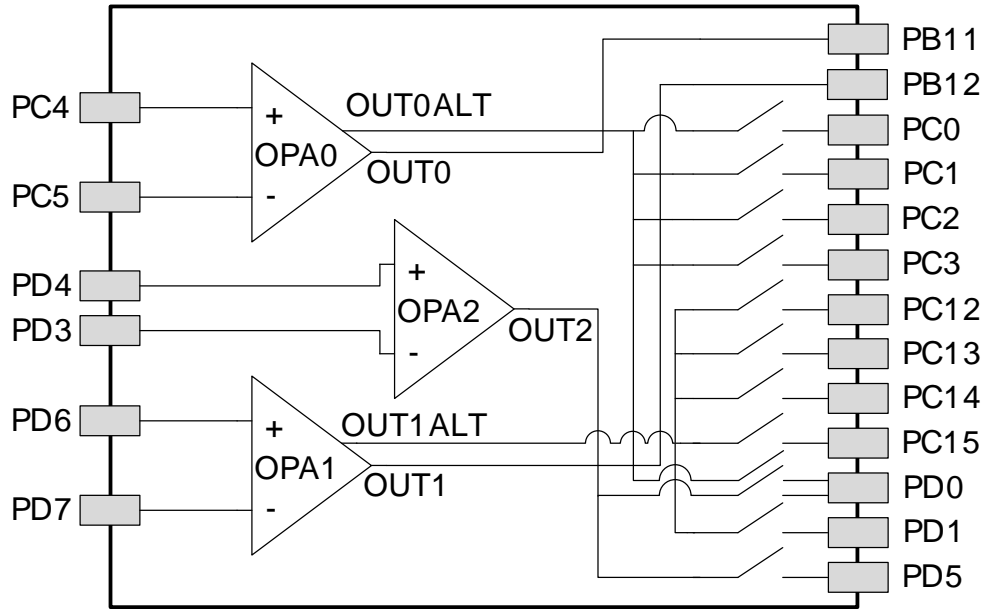 PB11
PB12
PC4
OUT0ALT
PC0
+
OPA0
OUT0
PC1
PC5
-
PC2
PC3
PD4
+
OPA2
OUT2
PC12
PD3
-
PC13
PC14
PD6
+
OUT1ALT
PC15
OPA1
OUT1
PD0
PD7
-
PD1
PD5